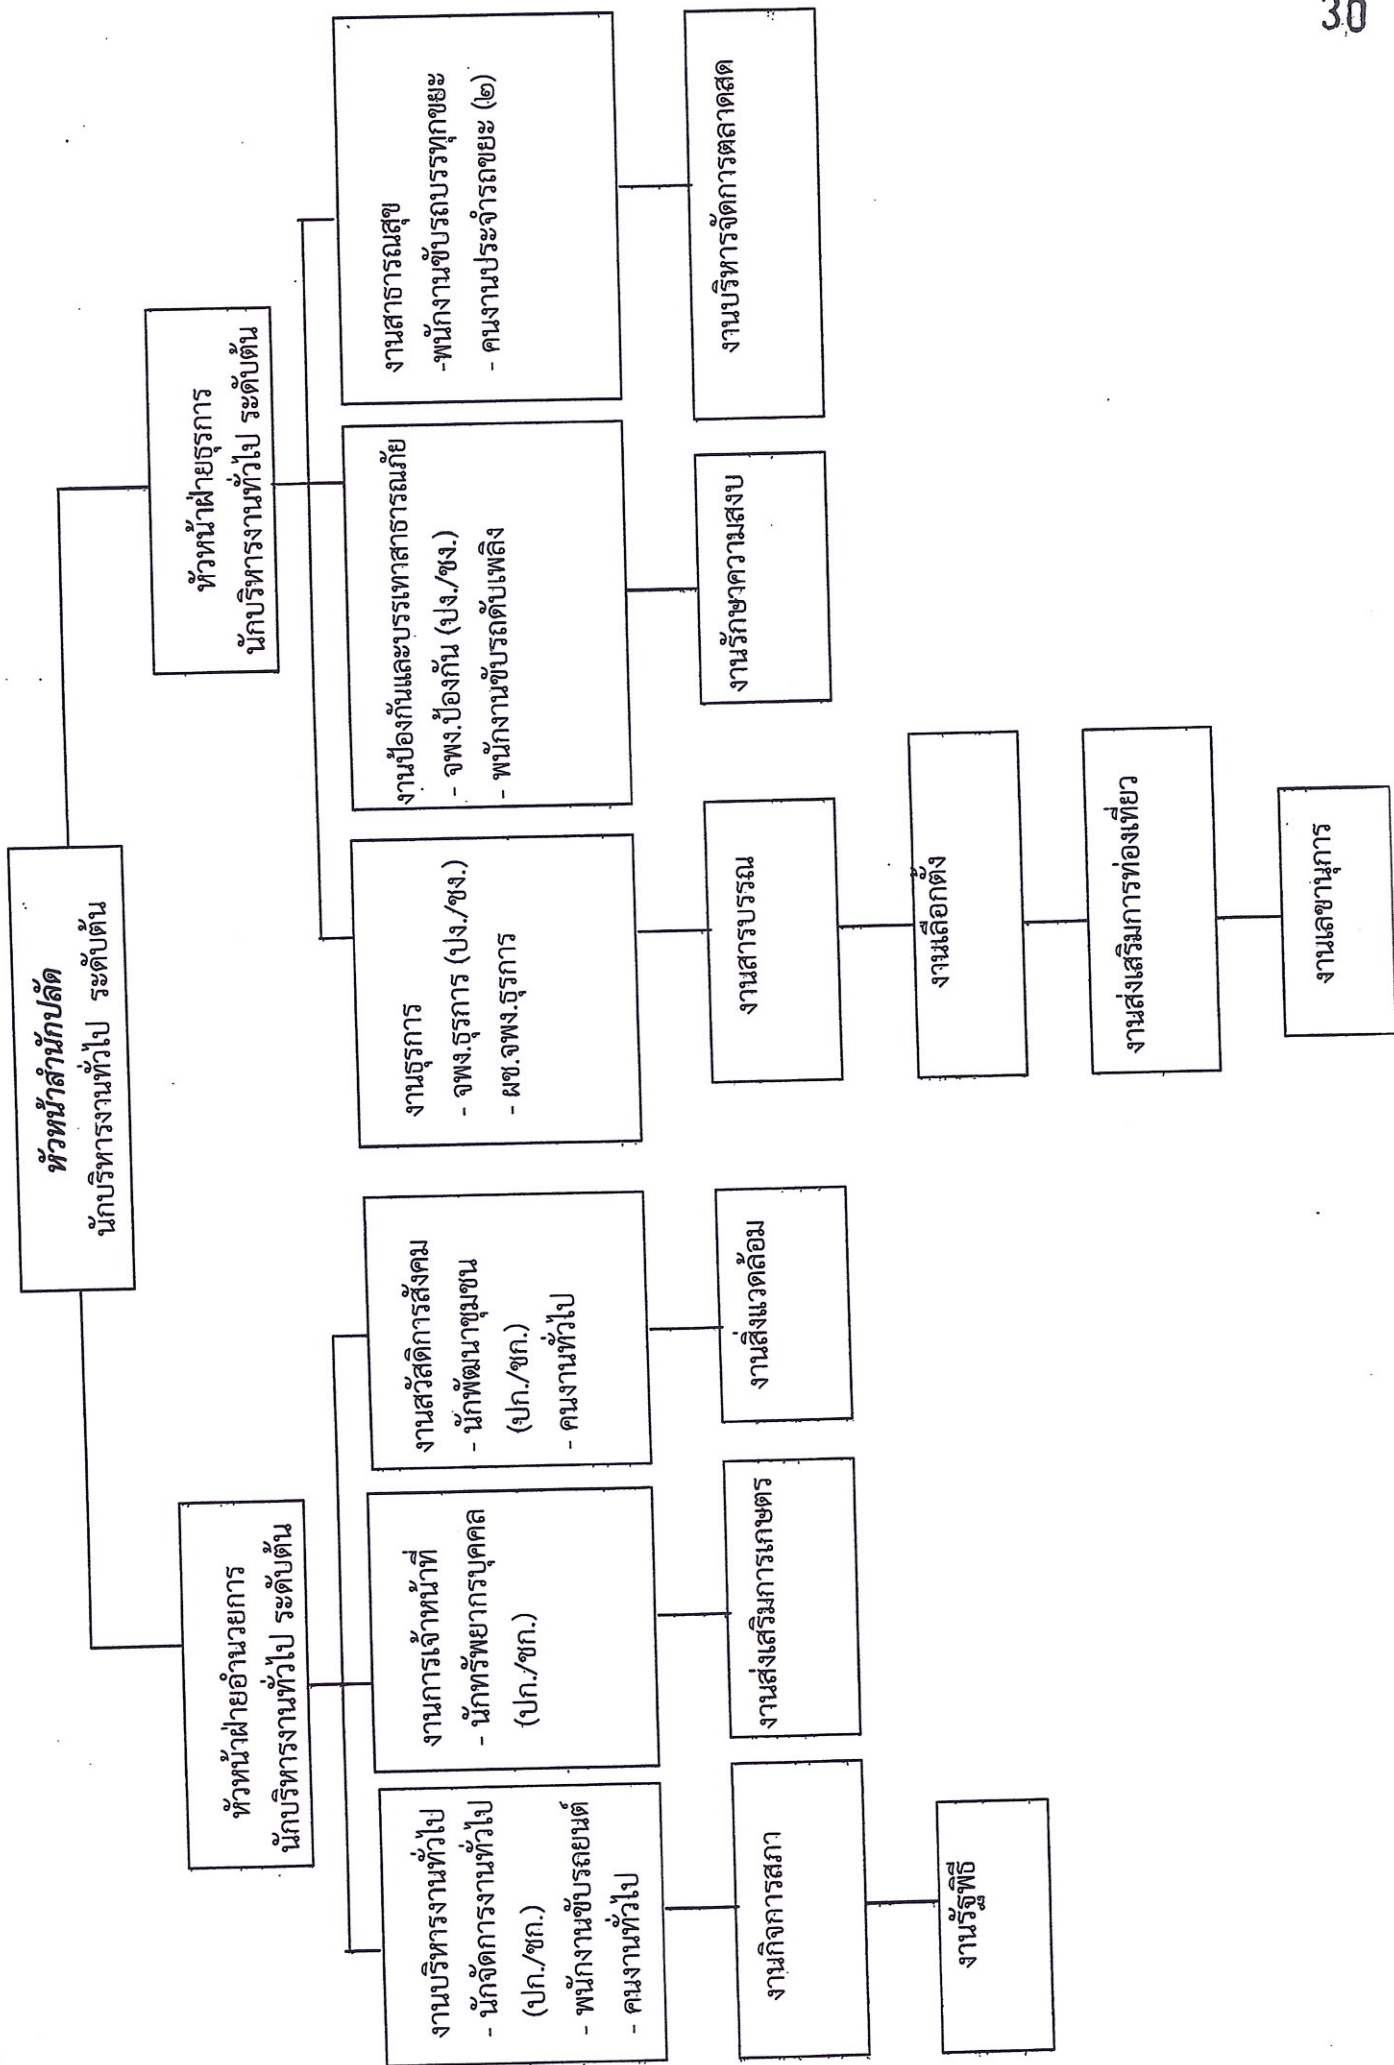 30
หัวหน้าสำนักปลัด
นักบริหารงานทั่วไป ระดับต้น
หัวหน้าฝ่ายอำนวยการ
นักบริหารงานทั่วไป ระดับต้น
หัวหน้าฝ่ายธุรการ
นักบริหารงานทั่วไป ระดับต้น
งานบริหารงานทั่วไป
- นักจัดการงานทั่วไป
(ปก./ชก.)
- พนักงานขับรถยนต์
- คนงานทั่วไป
งานการเจ้าหน้าที่
- นักทรัพยากรบุคคล
(ปก./ชก.)
งานสวัสดิการสังคม
- นักพัฒนาชุมชน
(ปก./ชก.)
- คนงานทั่วไป
งานธุรการ
- จพง.ธุรการ (ปง./ชง.)
- ผช.จพง.ธุรการ
งานป้องกันและบรรเทาสาธารณภัย
- จพง.ป้องกัน (ปง./ชง.)
- พนักงานขับรถดับเพลิง
งานสาธารณสุข
-พนักงานขับรถบรรทุกขยะ
- คนงานประจำรถขยะ (๒)
งานกิจการสภา
งานส่งเสริมการเกษตร
งานสิ่งแวดล้อม
งานสารบรรณ
งานรักษาความสงบ
งานบริหารจัดการตลาดสด
งานรัฐพิธี
งานเลือกตั้ง
งานส่งเสริมการท่องเที่ยว
งานเลขานุการ